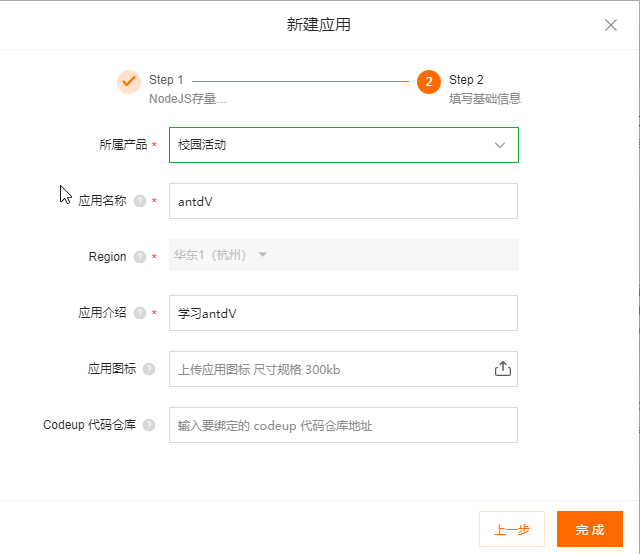 新建应用
Step 1
NodeJS存量...
2
Step 2
填写基础信息
所属产品 *
校园活动
应用名称 ? *
antdV
Region ? *
华东1（杭州）
应用介绍 ? *
学习antdV
应用图标 ?
上传应用图标 尺寸规格 300kb
Codeup 代码仓库 ?
输入要绑定的 codeup 代码仓库地址
上一步
完 成